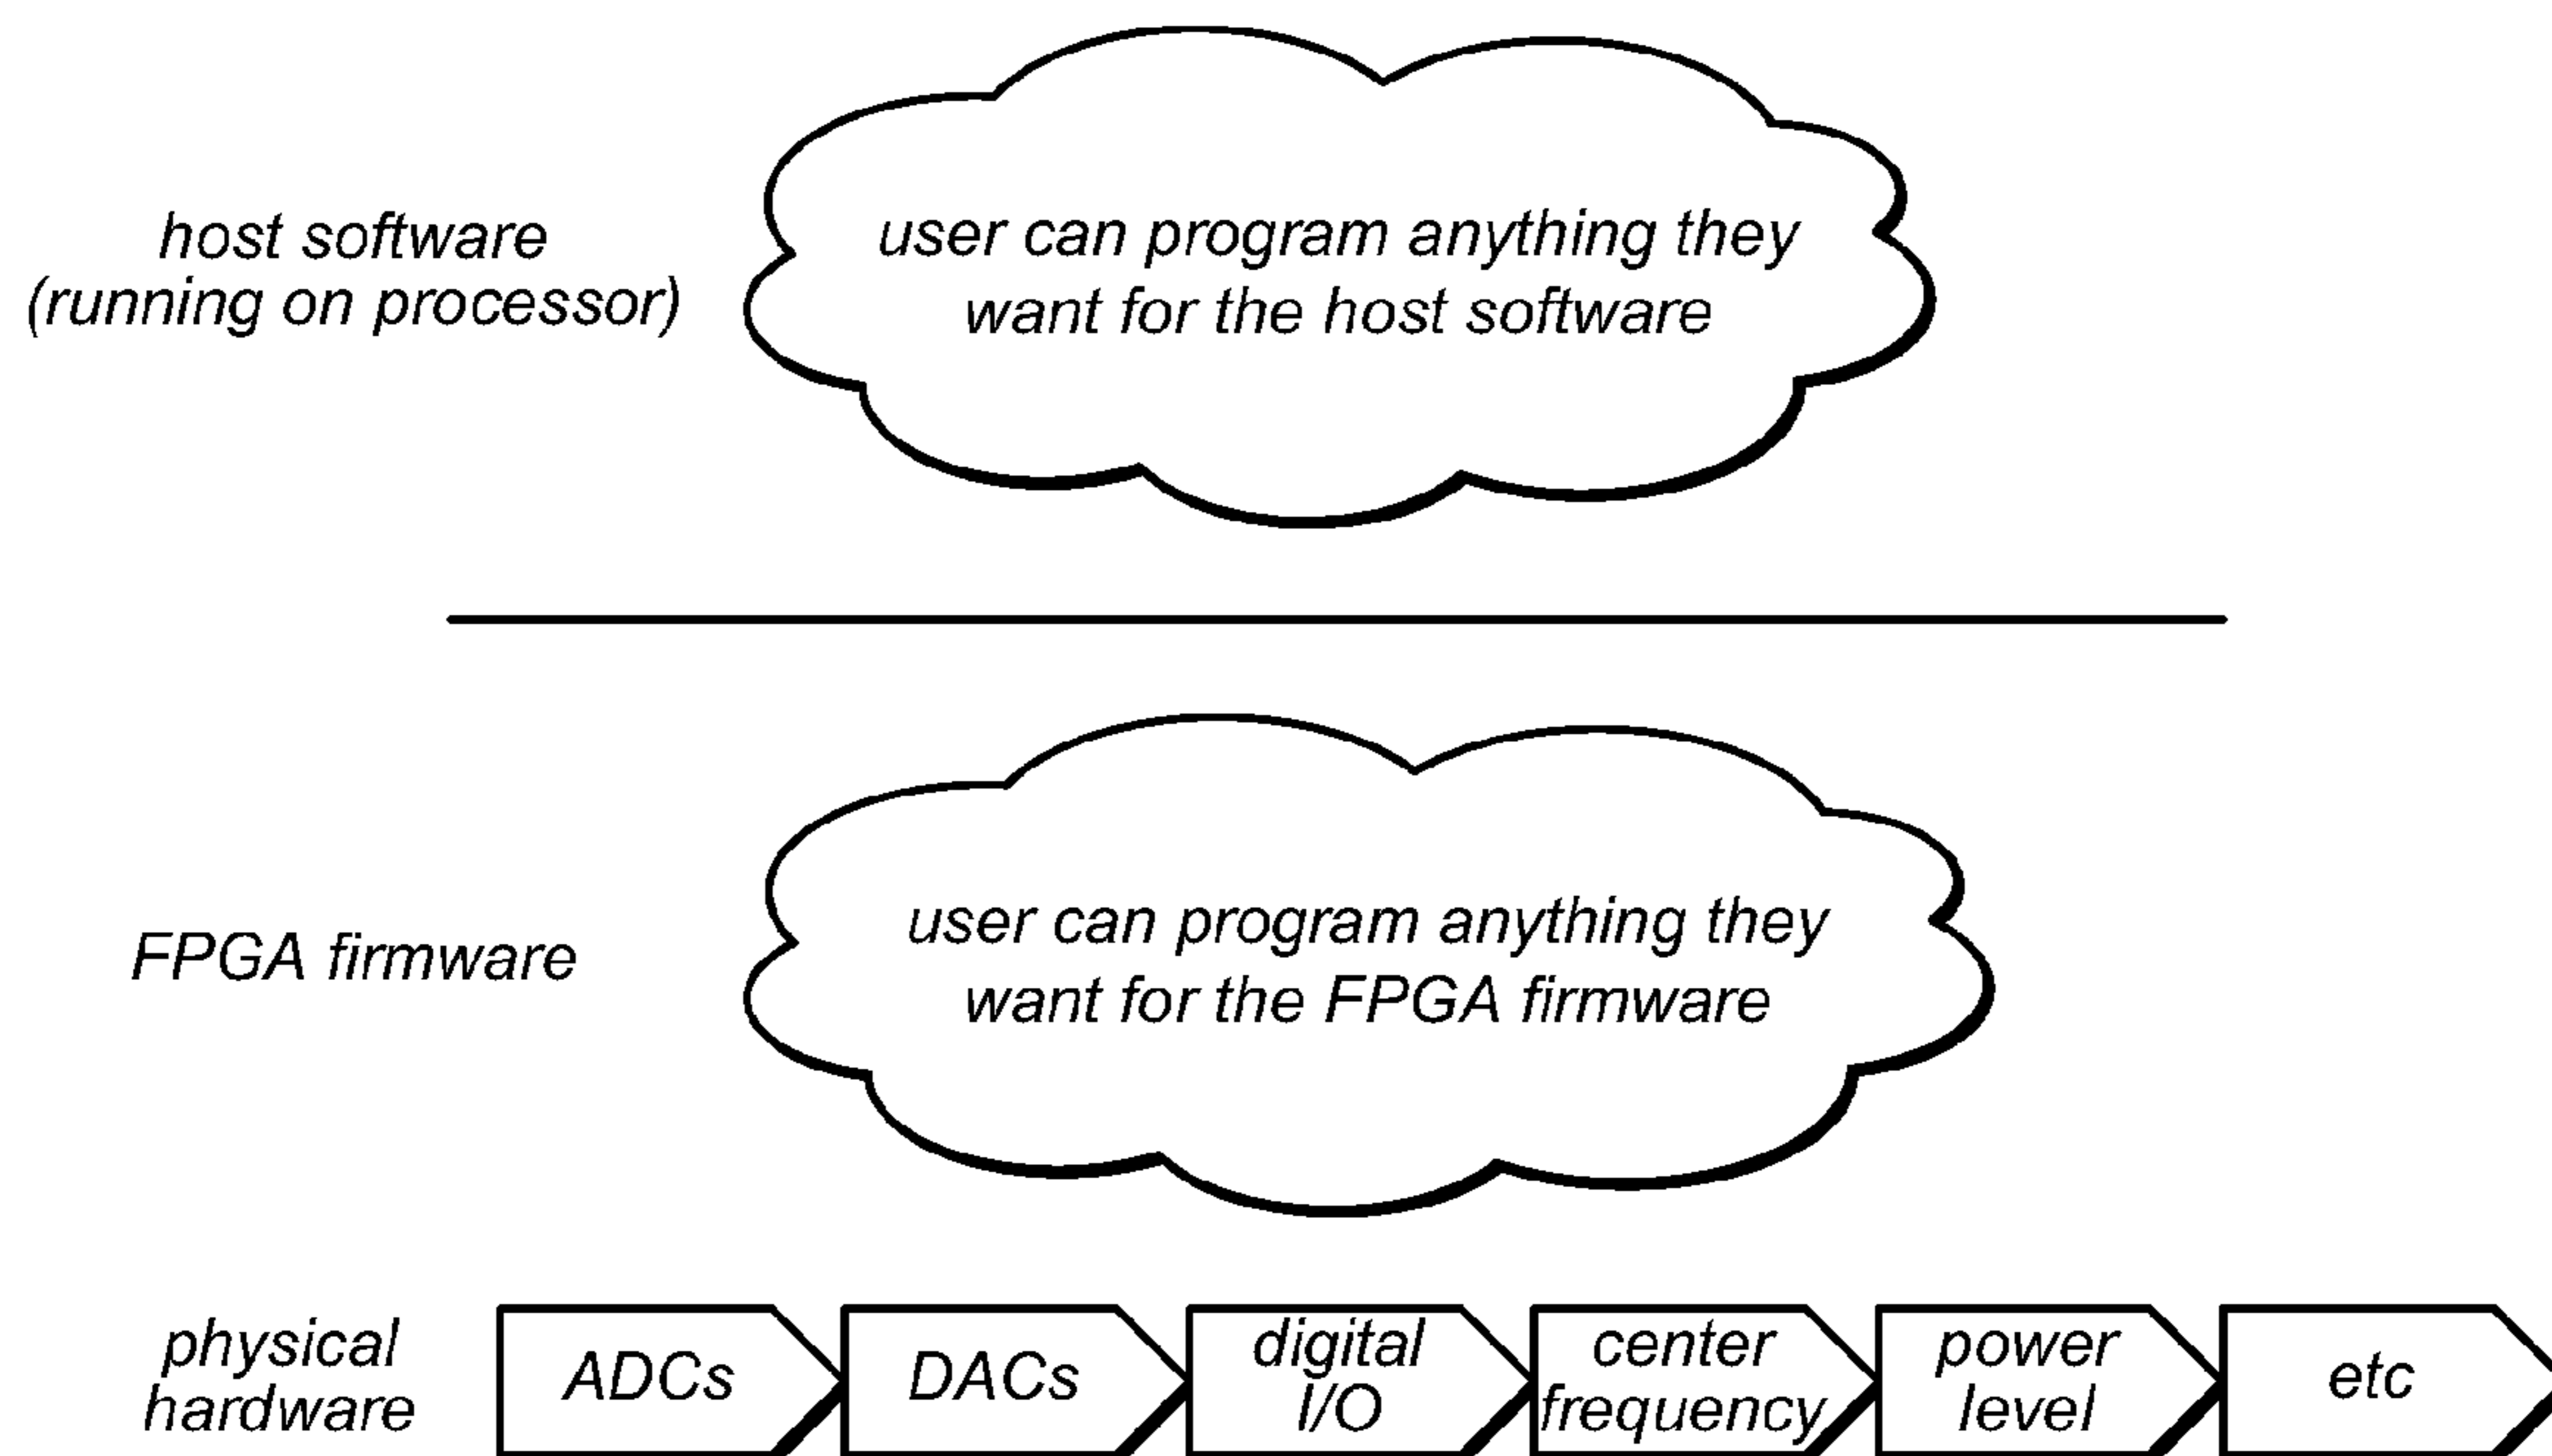 host software
(running on processor)
user can program anything they
want for the host software
FPGA firmware
user can program anything they
want for the FPGA firmware
physical
hardware
ADCs
DACs
digital
I/O
center
frequency
power
level
etc